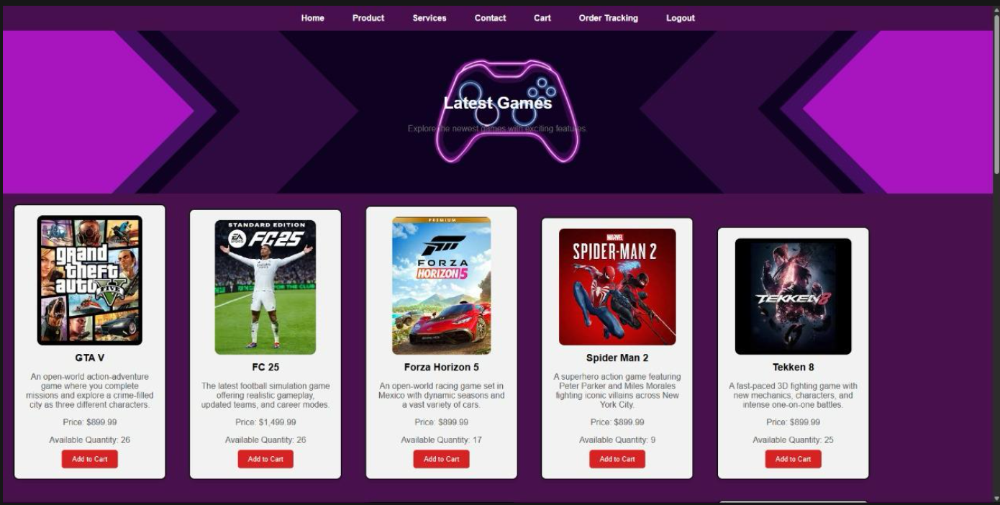 Home Product Services Contact Cart Order Tracking Logout
Latest Games
Explore the newest games with exciting features.
grand
theft
auto
FIVE
GTA V
An open-world action-adventure
game where you complete
missions and explore a crime-filled
city as three different characters.
Price: $899.99
Available Quantity: 26
Add to Cart
STANDARD EDITION
EA
SPORTS
FC25
FC 25
The latest football simulation game
offering realistic gameplay,
updated teams, and career modes.
Price: $1,499.99
Available Quantity: 26
Add to Cart
PREMIUM
FORZA
HORIZON 5
Forza Horizon 5
An open-world racing game set in
Mexico with dynamic seasons and
a vast variety of cars.
Price: $899.99
Available Quantity: 17
Add to Cart
MARVEL
SPIDER-MAN 2
Spider Man 2
A superhero action game featuring
Peter Parker and Miles Morales
fighting iconic villains across New
York City.
Price: $899.99
Available Quantity: 9
Add to Cart
TEKKEN 8
Tekken 8
A fast-paced 3D fighting game with
new mechanics, characters, and
intense one-on-one battles.
Price: $899.99
Available Quantity: 25
Add to Cart